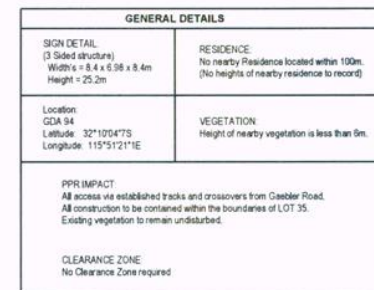 GENERAL DETAILS
SIGN DETAIL
(3 Sided structure)
Width's = 8.4 x 6.98 x 8.4m
Height = 25.2m
RESIDENCE:
No nearby Residence located within 100m.
(No heights of nearby residence to record)
Location:
GDA 94
Latitude: 32°10'04"7S
Longitude: 115°51'21"1E
VEGETATION:
Height of nearby vegetation is less than 6m.
PPR IMPACT
All access via established tracks and crossovers from Gaebler Road.
All construction to be contained within the boundaries of LOT 35.
Existing vegetation to remain undisturbed.
CLEARANCE ZONE
No Clearance Zone required